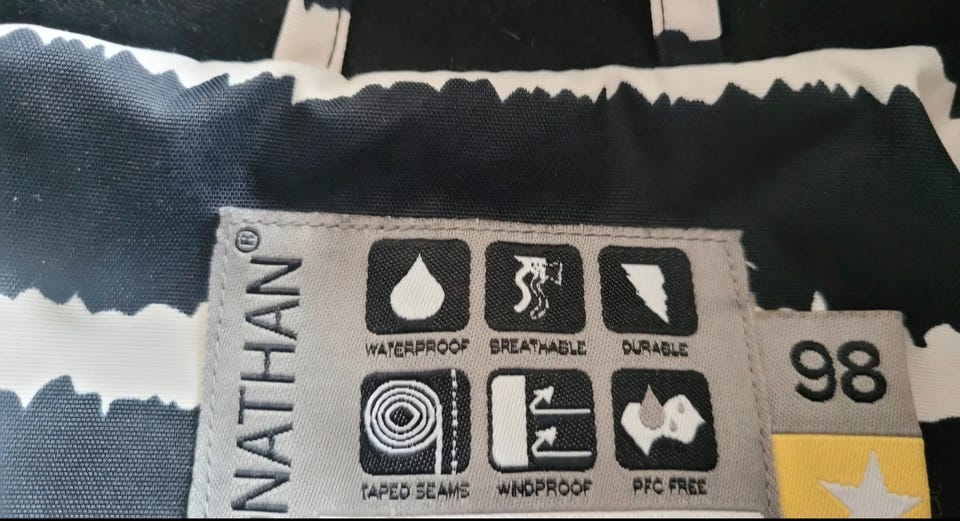 NATHAN®
WATERPROOF BREATHABLE DURABLE
TAPED SEAMS WINDPROOF PFC FREE
98